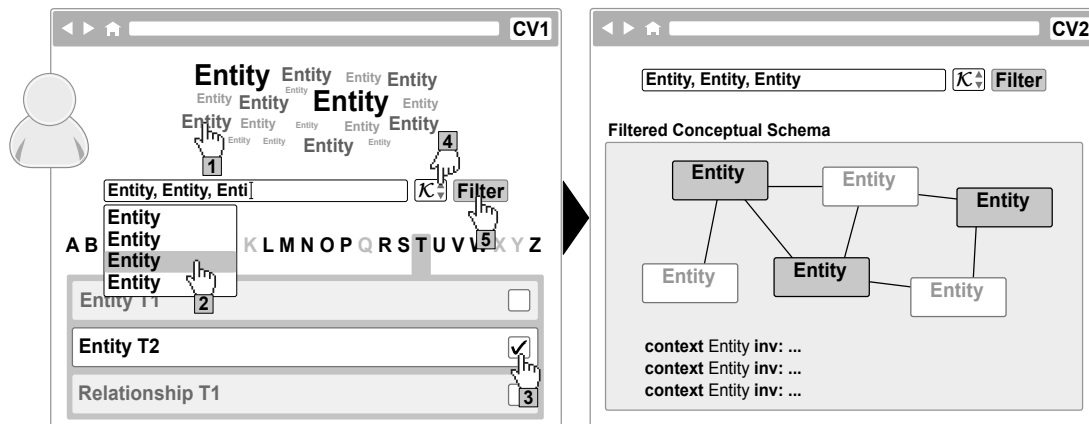 CV1
Entity Entity Entity Entity
Entity Entity Entity Entity Entity
Entity Entity Entity Entity Entity
Entity Entity Entity Entity
4
1
Entity, Entity, Enti
K Filter
Entity
Entity
Entity
Entity
2
5
A B K L M N O P Q R S T U V W X Y Z
Entity T1
Entity T2
Relationship T1
3
CV2
Entity, Entity, Entity
K Filter
Filtered Conceptual Schema
Entity
Entity
Entity
Entity
Entity
Entity
context Entity inv: ...
context Entity inv: ...
context Entity inv: ...